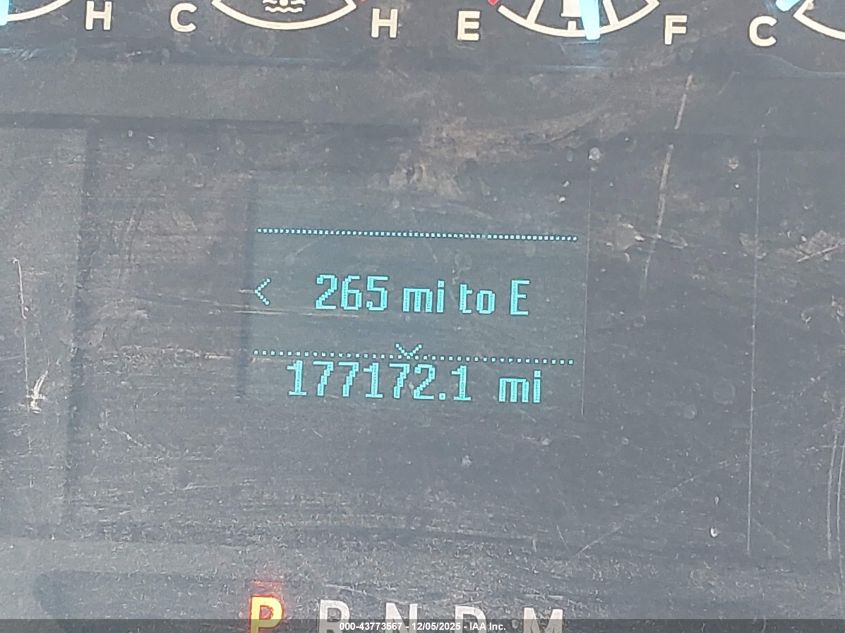 H C H E F C
< 265 mi to E
177172.1 mi
P R N D M
000-43773567 - 12/05/2025 - IAA Inc.